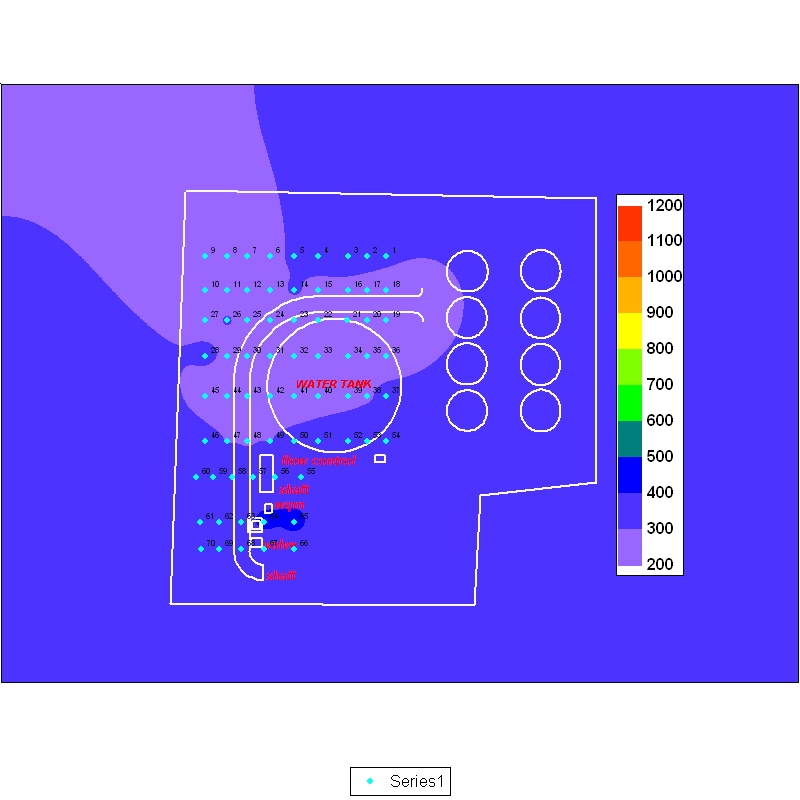 1200
1100
1000
900
800
700
600
500
400
300
200
9 8 7 6 5 4 3 2 1
10 11 12 13 14 15 16 17 18
27 26 25 24 23 22 21 20 19
28 29 30 31 32 33 34 35 36
WATER TANK
45 44 43 42 41 40 39 38 37
46 47 48 49 50 51 52 53 54
flow control
60 59 58 57 56 55
shaft
61 62 63
70 69 68 67 66
shaft
Series1